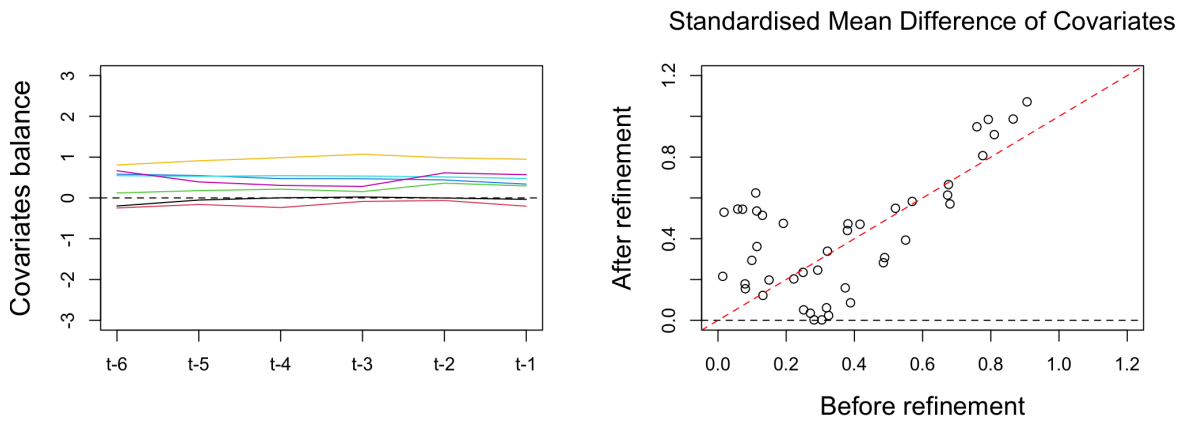 Standardised Mean Difference of Covariates
Covariates balance
3
2
1
0
-1
-2
-3
t-6 t-5 t-4 t-3 t-2 t-1
After refinement
1.2
0.8
0.4
0.0
0.0 0.2 0.4 0.6 0.8 1.0 1.2
Before refinement